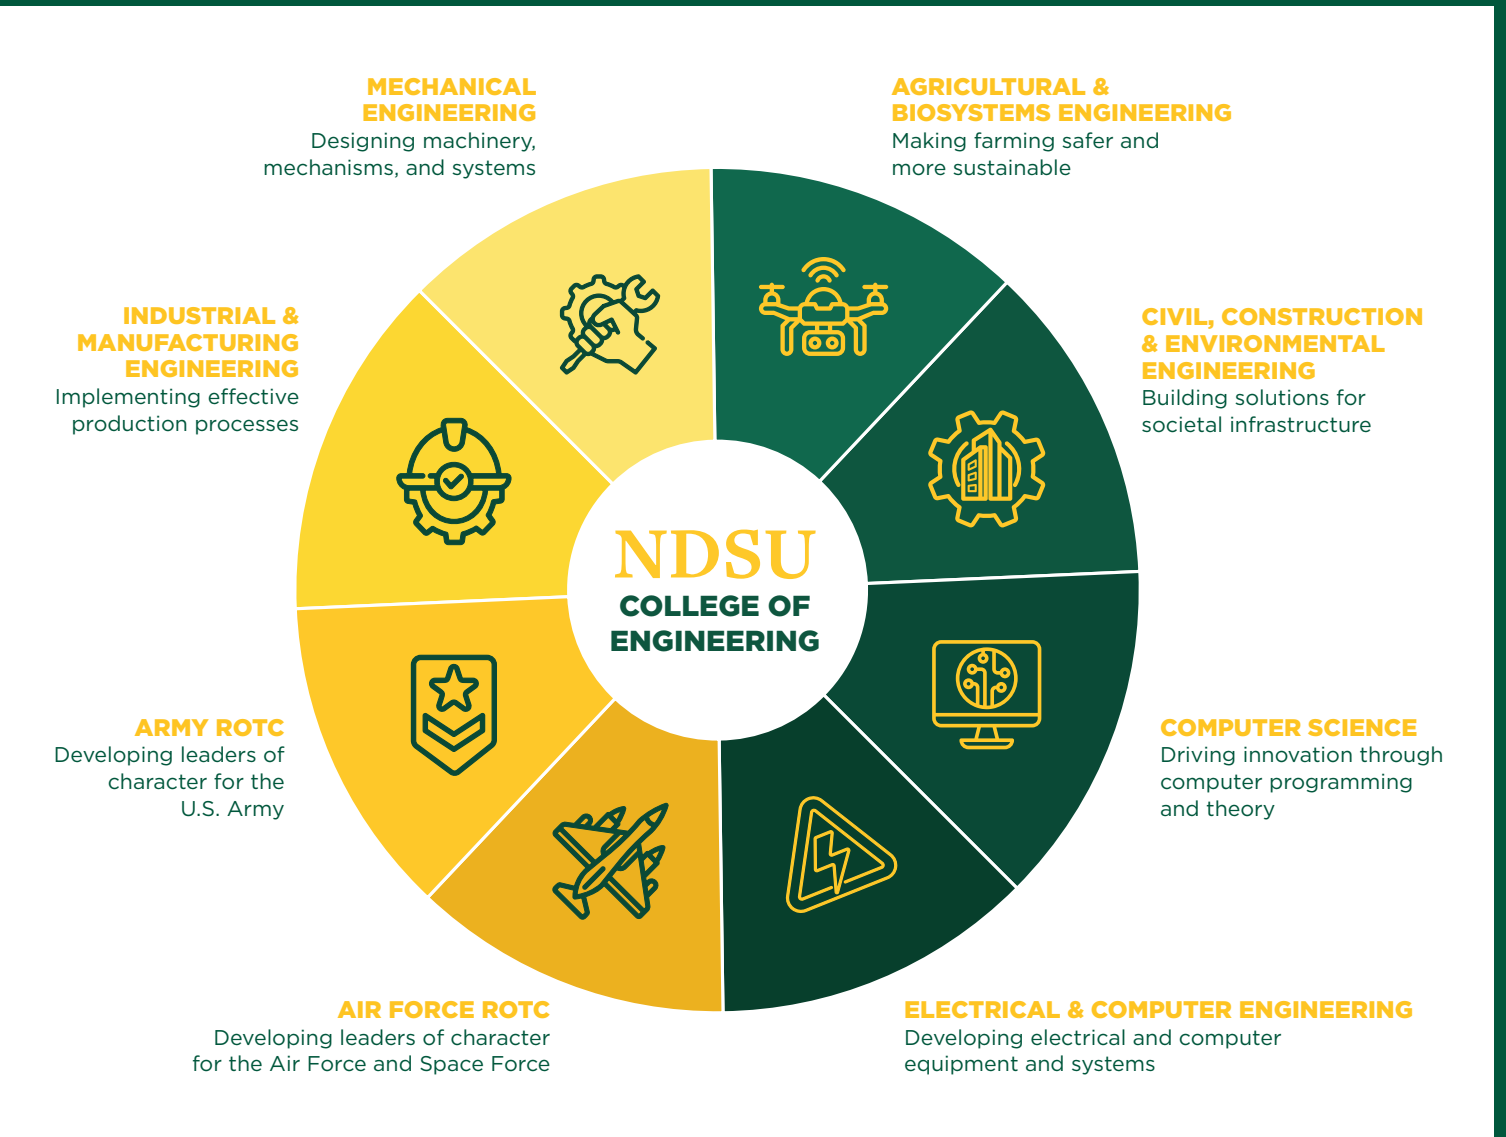 MECHANICAL
ENGINEERING
Designing machinery,
mechanisms, and systems
AGRICULTURAL &
BIOSYSTEMS ENGINEERING
Making farming safer and
more sustainable
INDUSTRIAL &
MANUFACTURING
ENGINEERING
Implementing effective
production processes
CIVIL, CONSTRUCTION
& ENVIRONMENTAL
ENGINEERING
Building solutions for
societal infrastructure
NDSU
COLLEGE OF
ENGINEERING
ARMY ROTC
Developing leaders of
character for the
U.S. Army
COMPUTER SCIENCE
Driving innovation through
computer programming
and theory
AIR FORCE ROTC
Developing leaders of character
for the Air Force and Space Force
ELECTRICAL & COMPUTER ENGINEERING
Developing electrical and computer
equipment and systems